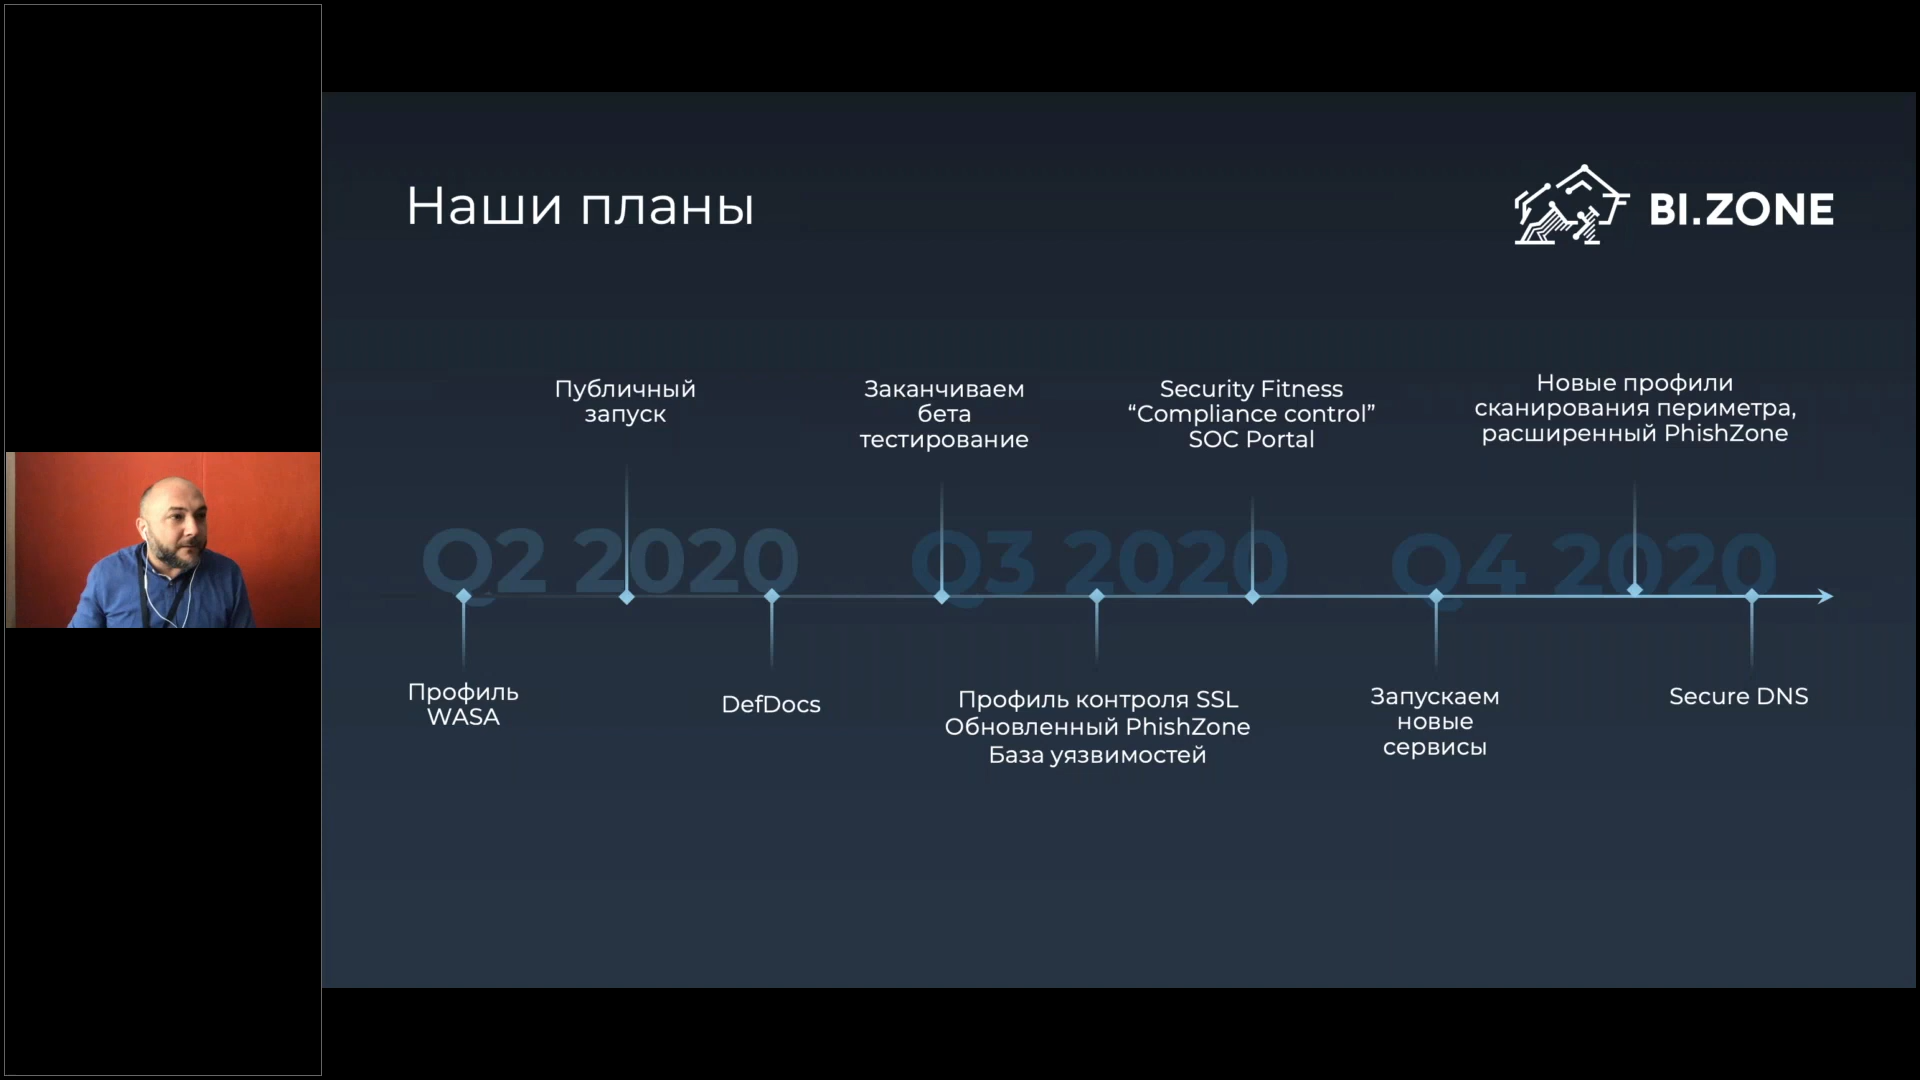 Наши планы
BI.ZONE
Публичный
запуск
Заканчиваем
бета
тестирование
Security Fitness
“Compliance control”
SOC Portal
Новые профили
сканирования периметра,
расширенный PhishZone
Q2 2020
Q3 2020
Q4 2020
Профиль
WASA
DefDocs
Профиль контроля SSL
Обновленный PhishZone
База уязвимостей
Запускаем
новые
сервисы
Secure DNS